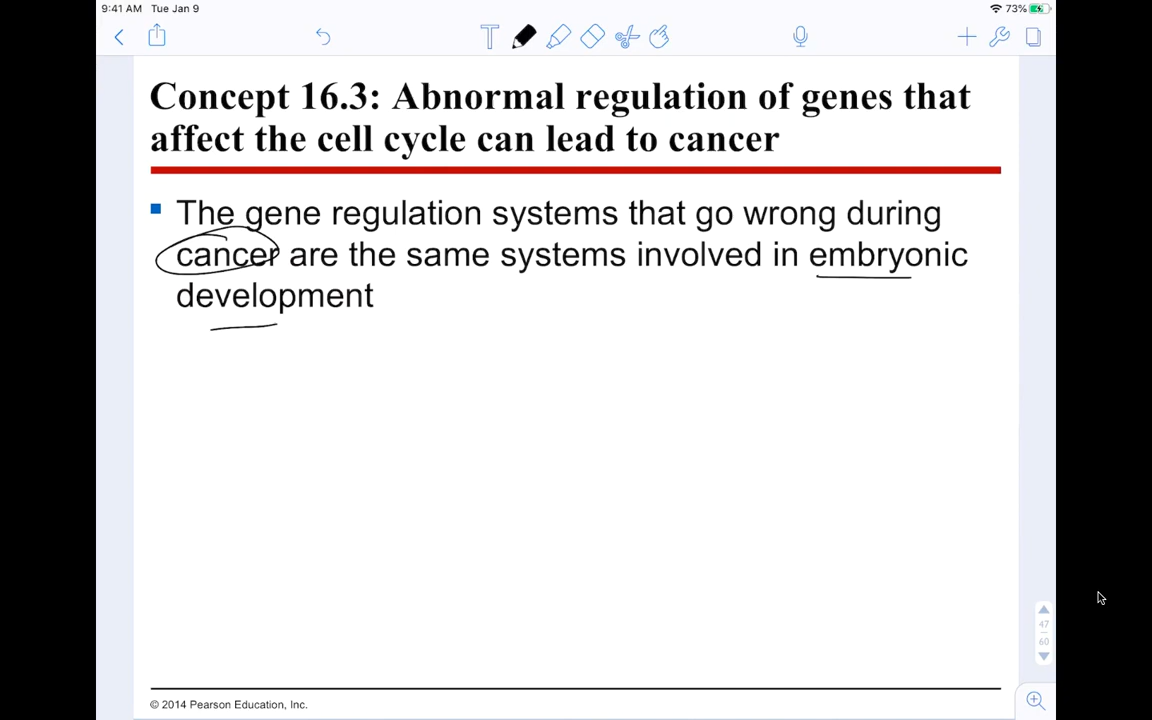 9:41 AM Tue Jan 9 73%
T
Concept 16.3: Abnormal regulation of genes that
affect the cell cycle can lead to cancer
The gene regulation systems that go wrong during
cancer are the same systems involved in embryonic
development
47
60
© 2014 Pearson Education, Inc.